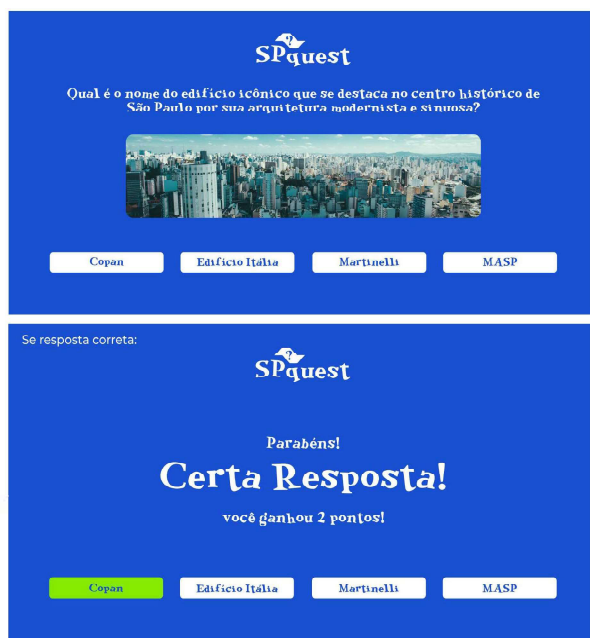 SPquest
Qual é o nome do edifício icônico que se destaca no centro histórico de
São Paulo por sua arquitetura modernista e sinuosa?
Copan
Edifício Itália
Martinelli
MASP
Se resposta correta:
SPquest
Parabéns!
Certa Resposta!
você ganhou 2 pontos!
Copan
Edifício Itália
Martinelli
MASP